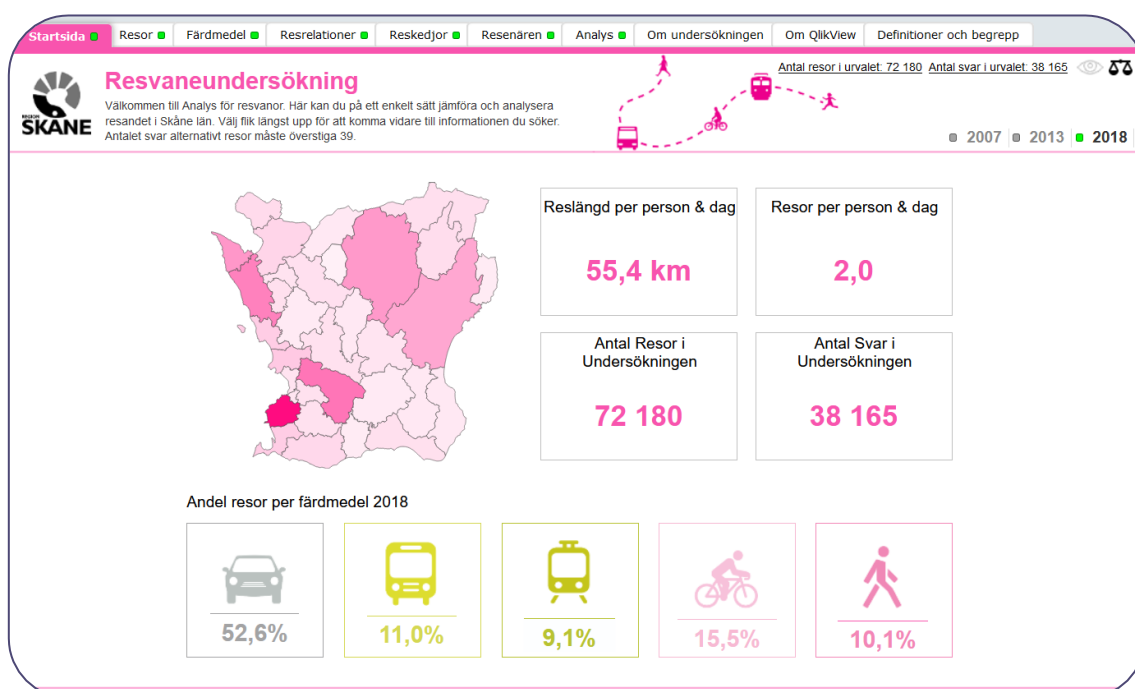 Startsida Resor Färdmedel Resrelationer Reskedjor Resenären Analys Om undersökningen Om QlikView Definitioner och begrepp
REGION
SKÅNE
Resvaneundersökning
Välkommen till Analys för resvanor. Här kan du på ett enkelt sätt jämföra och analysera
resandet i Skåne län. Välj flik längst upp för att komma vidare till informationen du söker.
Antalet svar alternativt resor måste överstiga 39.
Antal resor i urvalet: 72 180 Antal svar i urvalet: 38 165
2007 2013 2018
Reslängd per person & dag
55,4 km
Resor per person & dag
2,0
Antal Resor i
Undersökningen
72 180
Antal Svar i
Undersökningen
38 165
Andel resor per färdmedel 2018
52,6% 11,0% 9,1% 15,5% 10,1%